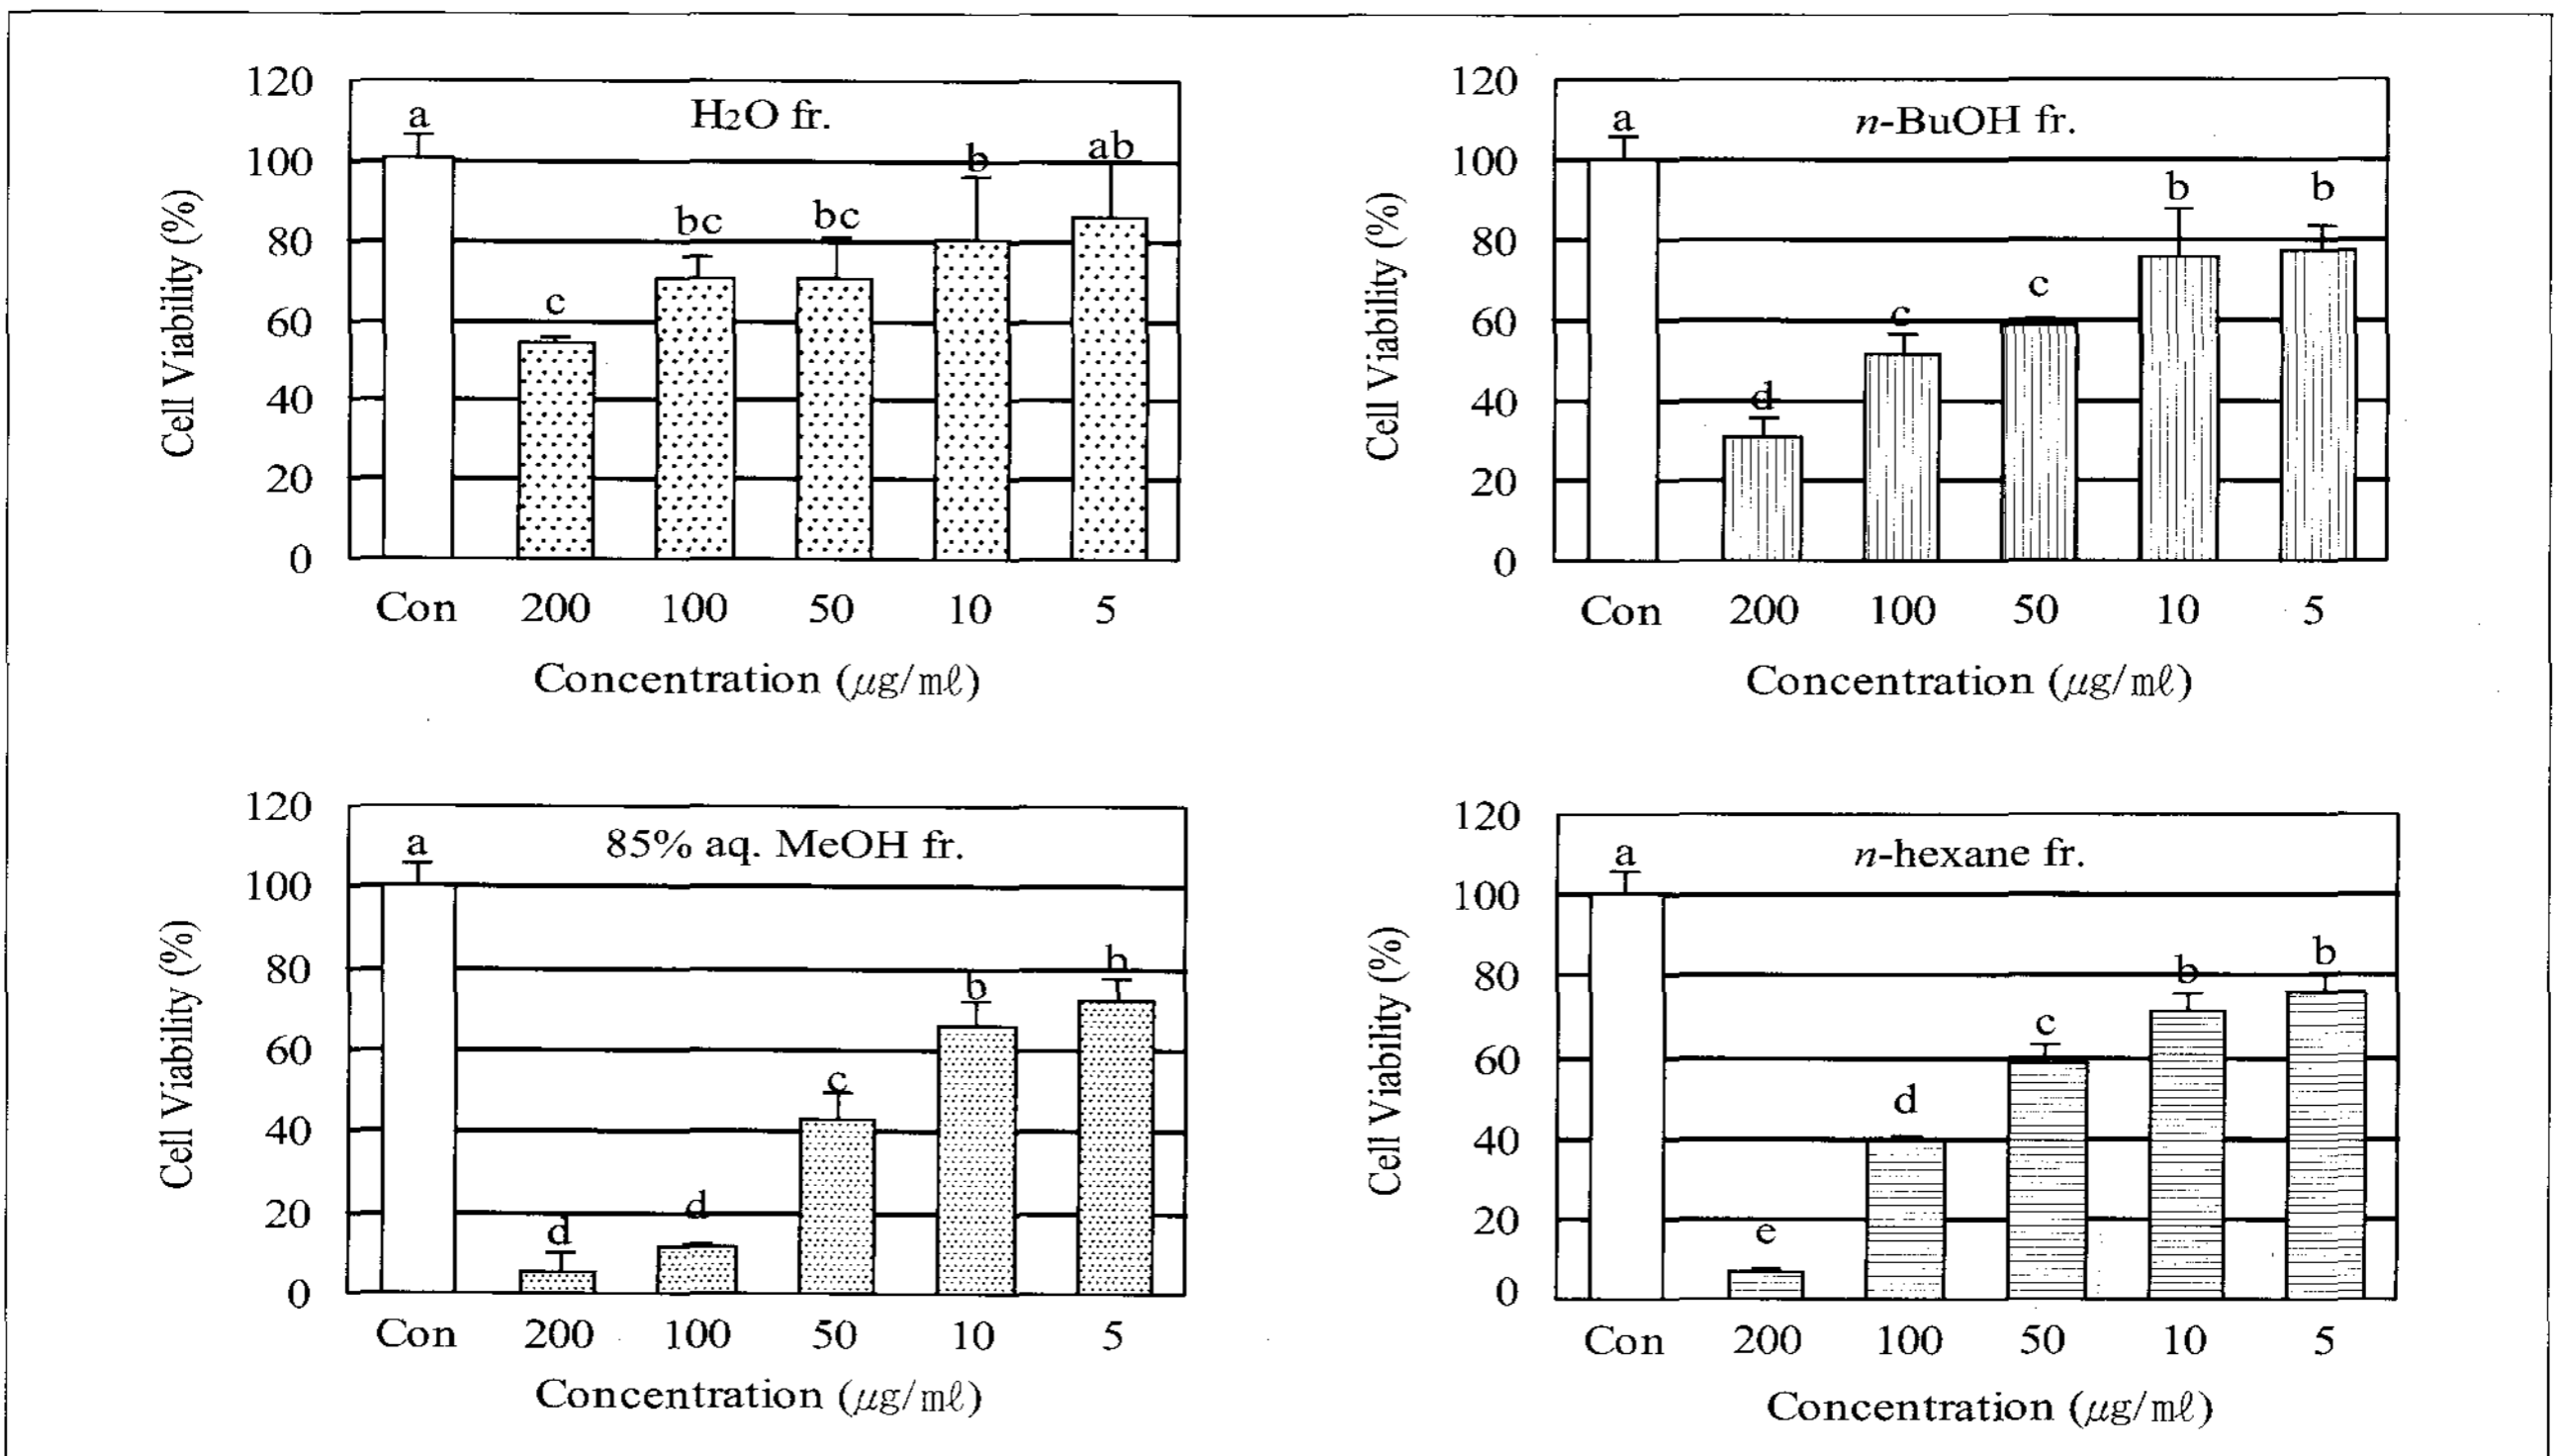 H2O fr.
Cell Viability (%)
120
100
80
60
40
20
0
a
c
bc
bc
b
ab
Con 200 100 50 10 5
Concentration (μg/mℓ)
n-BuOH fr.
Cell Viability (%)
120
100
80
60
40
20
0
a
d
c
c
b
b
Con 200 100 50 10 5
Concentration (μg/mℓ)
85% aq. MeOH fr.
Cell Viability (%)
120
100
80
60
40
20
0
a
d
d
c
b
b
Con 200 100 50 10 5
Concentration (μg/mℓ)
n-hexane fr.
Cell Viability (%)
120
100
80
60
40
20
0
a
e
d
c
b
b
Con 200 100 50 10 5
Concentration (μg/mℓ)